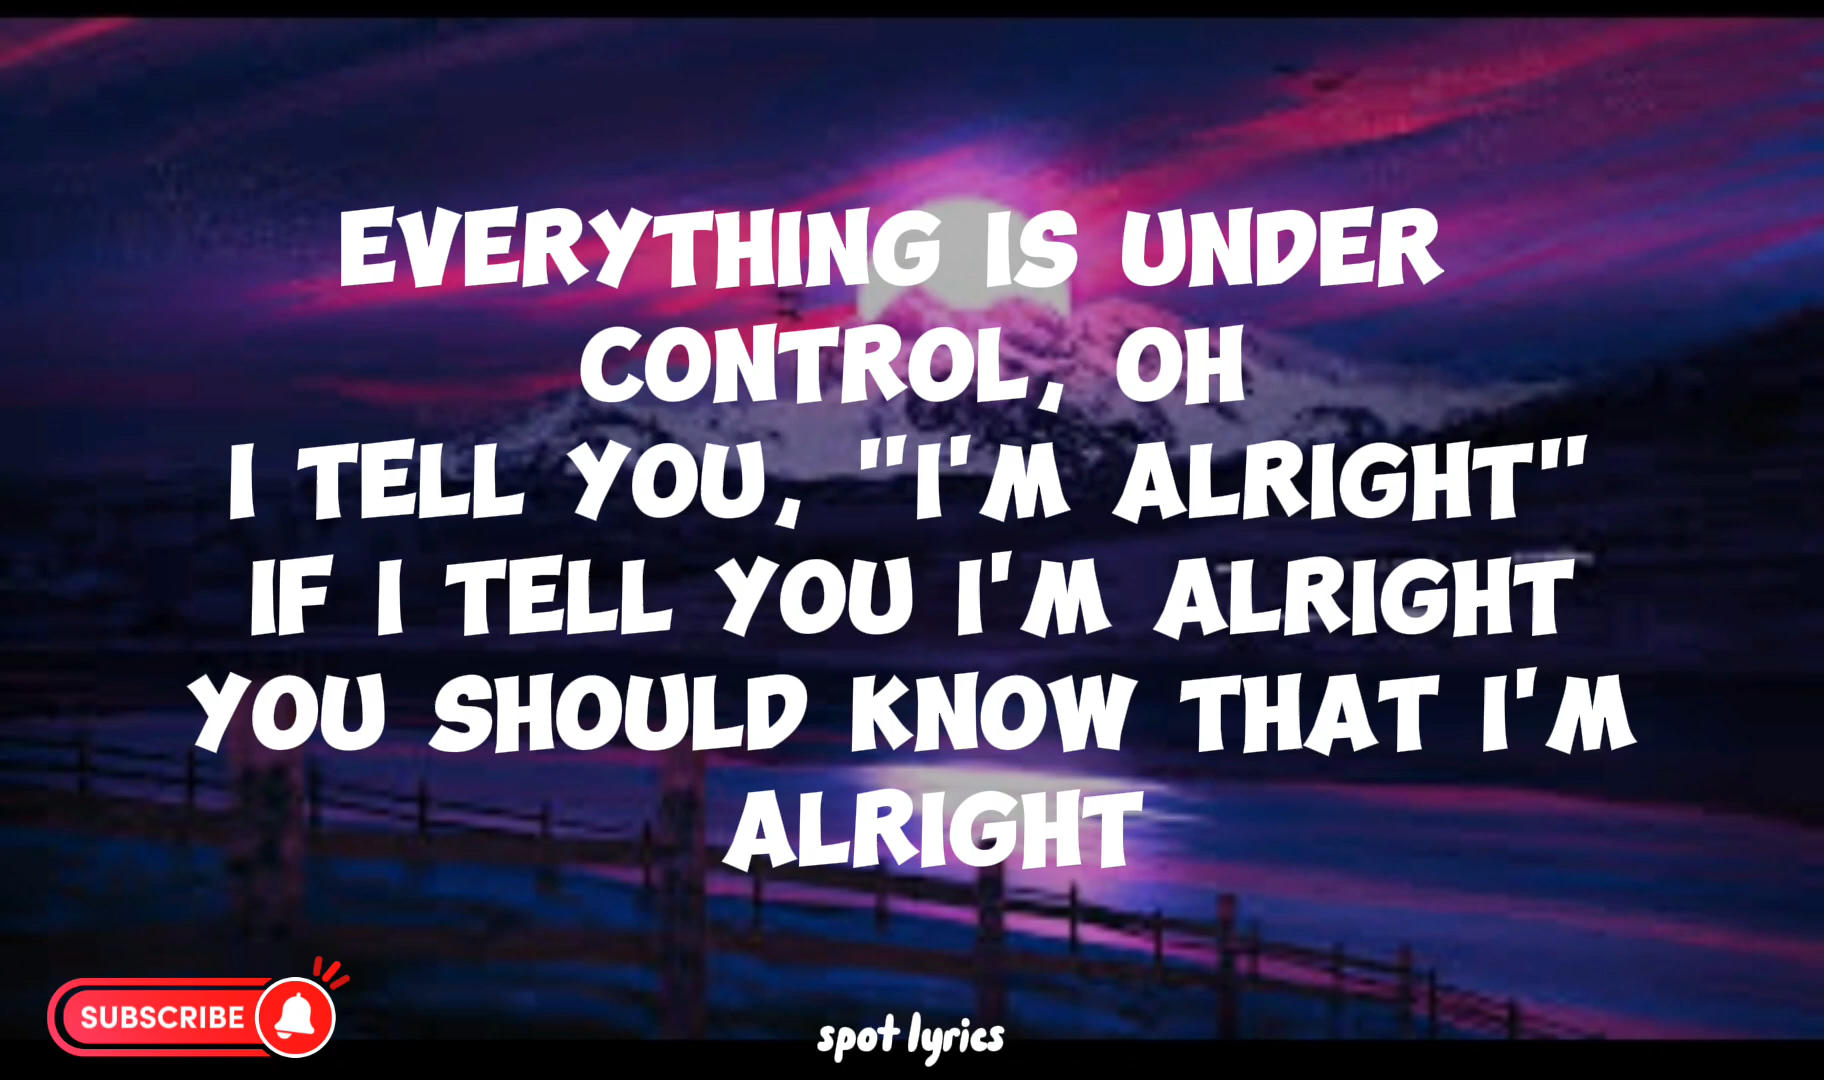 EVERYTHING IS UNDER
CONTROL, OH
I TELL YOU, "I'M ALRIGHT"
IF I TELL YOU I'M ALRIGHT
YOU SHOULD KNOW THAT I'M
ALRIGHT
SUBSCRIBE
spot lyrics